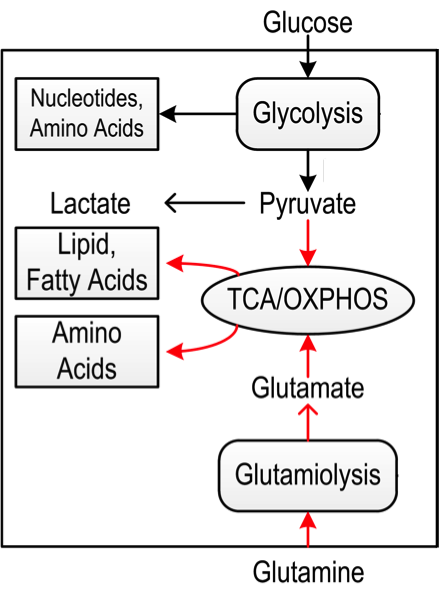 Glucose
Nucleotides,
Amino Acids
Glycolysis
Lactate
Pyruvate
Lipid,
Fatty Acids
TCA/OXPHOS
Amino
Acids
Glutamate
Glutamiolysis
Glutamine